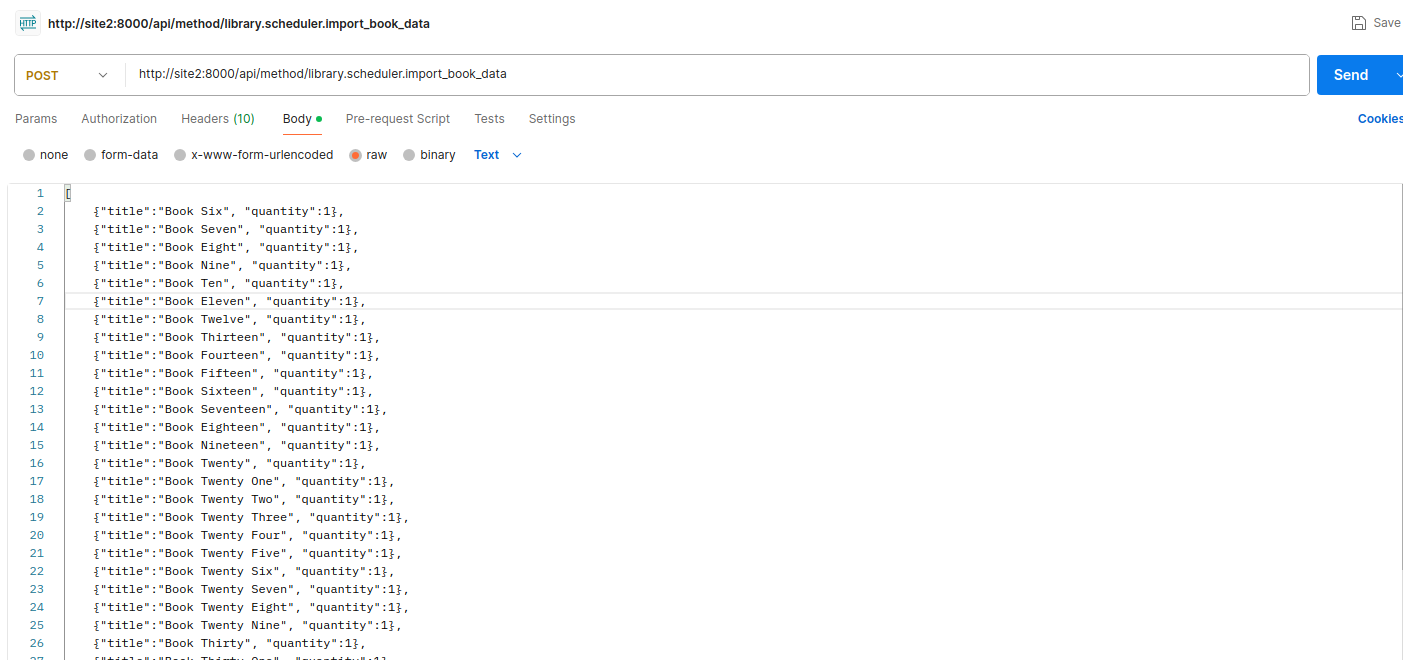 HTTP http://site2:8000/api/method/library.scheduler.import_book_data Save
POST http://site2:8000/api/method/library.scheduler.import_book_data Send
Params Authorization Headers (10) Body Pre-request Script Tests Settings Cookies
none form-data x-www-form-urlencoded raw binary Text
1 [
2 {"title":"Book Six", "quantity":1},
3 {"title":"Book Seven", "quantity":1},
4 {"title":"Book Eight", "quantity":1},
5 {"title":"Book Nine", "quantity":1},
6 {"title":"Book Ten", "quantity":1},
7 {"title":"Book Eleven", "quantity":1},
8 {"title":"Book Twelve", "quantity":1},
9 {"title":"Book Thirteen", "quantity":1},
10 {"title":"Book Fourteen", "quantity":1},
11 {"title":"Book Fifteen", "quantity":1},
12 {"title":"Book Sixteen", "quantity":1},
13 {"title":"Book Seventeen", "quantity":1},
14 {"title":"Book Eighteen", "quantity":1},
15 {"title":"Book Nineteen", "quantity":1},
16 {"title":"Book Twenty", "quantity":1},
17 {"title":"Book Twenty One", "quantity":1},
18 {"title":"Book Twenty Two", "quantity":1},
19 {"title":"Book Twenty Three", "quantity":1},
20 {"title":"Book Twenty Four", "quantity":1},
21 {"title":"Book Twenty Five", "quantity":1},
22 {"title":"Book Twenty Six", "quantity":1},
23 {"title":"Book Twenty Seven", "quantity":1},
24 {"title":"Book Twenty Eight", "quantity":1},
25 {"title":"Book Twenty Nine", "quantity":1},
26 {"title":"Book Thirty", "quantity":1},
27 {"title":"Book Thirty One", "quantity":1},